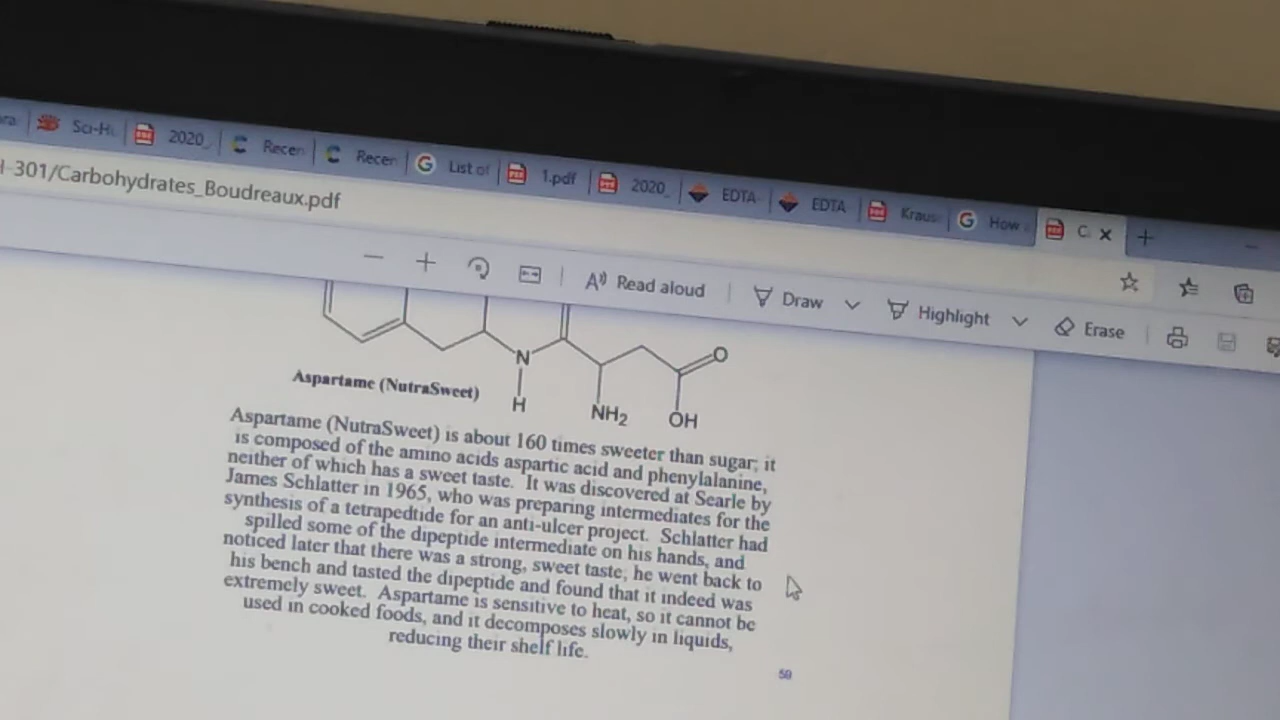 Sci-H
2020_
Recen
Recen
List of
1.pdf
2020_
EDTA
EDTA
Kraus
How
C
-301/Carbohydrates_Boudreaux.pdf
Read aloud
Draw
Highlight
Erase
O
N
H
NH2
OH
Aspartame (NutraSweet)
Aspartame (NutraSweet) is about 160 times sweeter than sugar; it
is composed of the amino acids aspartic acid and phenylalanine,
neither of which has a sweet taste. It was discovered at Searle by
James Schlatter in 1965, who was preparing intermediates for the
synthesis of a tetrapedtide for an anti-ulcer project. Schlatter had
spilled some of the dipeptide intermediate on his hands, and
noticed later that there was a strong, sweet taste; he went back to
his bench and tasted the dipeptide and found that it indeed was
extremely sweet. Aspartame is sensitive to heat, so it cannot be
used in cooked foods, and it decomposes slowly in liquids,
reducing their shelf life.